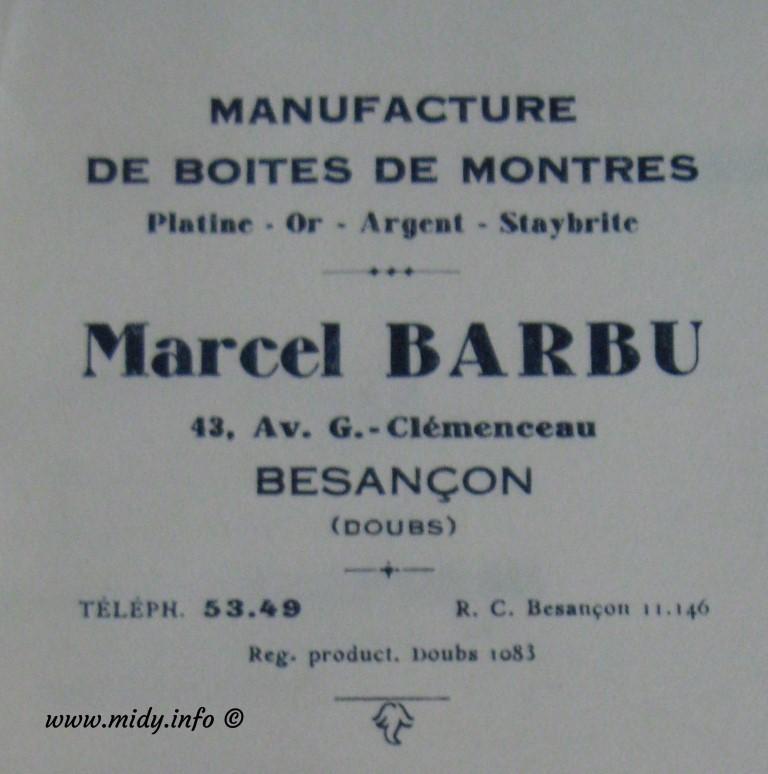 MANUFACTURE
DE BOITES DE MONTRES
Platine - Or - Argent - Staybrite
Marcel BARBU
43, Av. G.-Clémenceau
BESANÇON
(DOUBS)
TÉLÉPH. 53.49 R. C. Besançon 11.146
Reg. product. Doubs 1083
www.midy.info ©